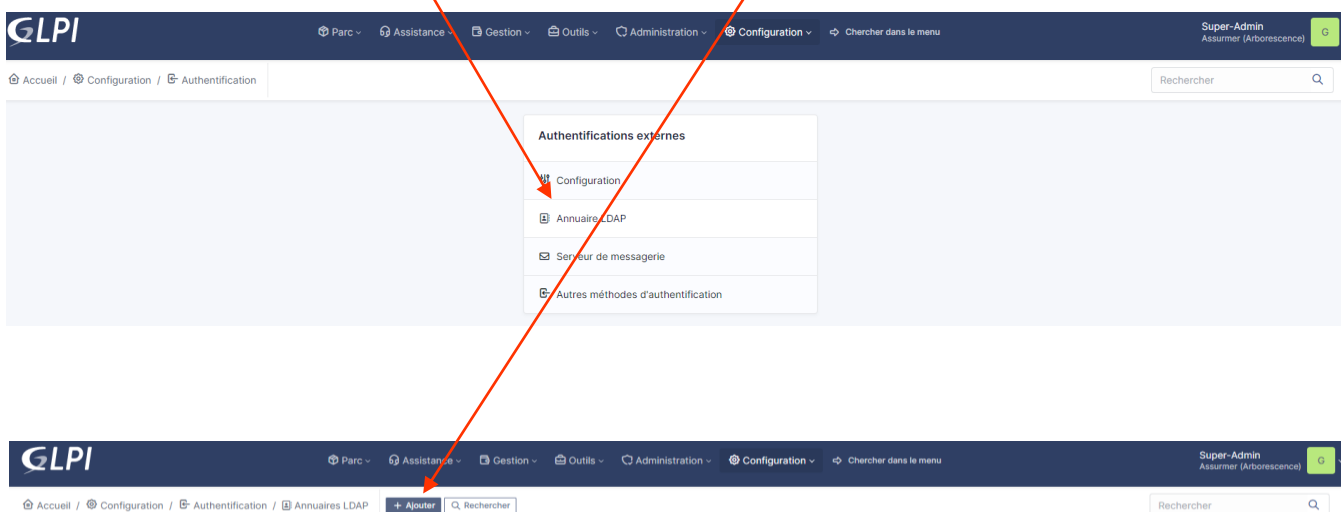 GLPI Parc Assistance Gestion Outils Administration Configuration Chercher dans le menu Super-Admin G
Assurmer (Arborescence)
Accueil / Configuration / Authentification Rechercher
Authentifications externes
Configuration
Annuaire LDAP
Serveur de messagerie
Autres méthodes d'authentification
GLPI Parc Assistance Gestion Outils Administration Configuration Chercher dans le menu Super-Admin G
Assurmer (Arborescence)
Accueil / Configuration / Authentification / Annuaires LDAP + Ajouter Rechercher Rechercher